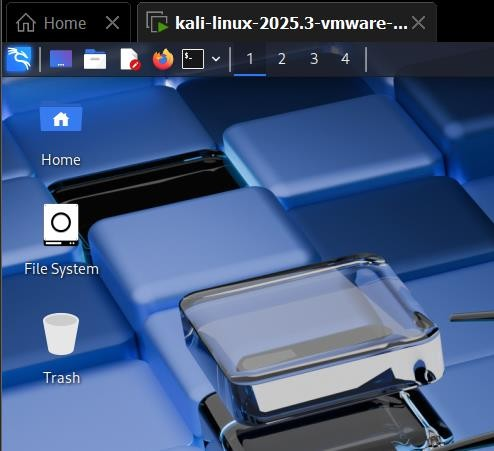 Home
kali-linux-2025.3-vmware-...
1 2 3 4
Home
File System
Trash